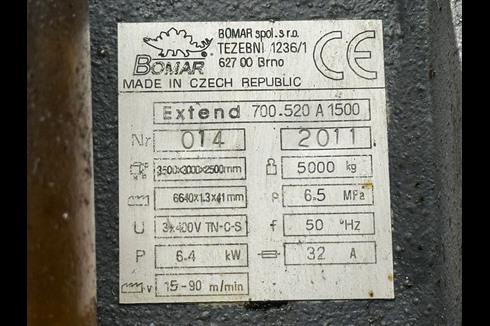 BOMAR
BOMAR spol. s r.o.
TEZEBNI 1236/1
627 00 Brno
CE
MADE IN CZECH REPUBLIC
Extend 700.520 A 1500
Nr 014 2011
3500x3000x2500mm 5000 kg
6640x1.3x41mm P 6.5 MPa
U 3x400V TN-C-S f 50 Hz
P 6.4 kW 32 A
v 15-90 m/min